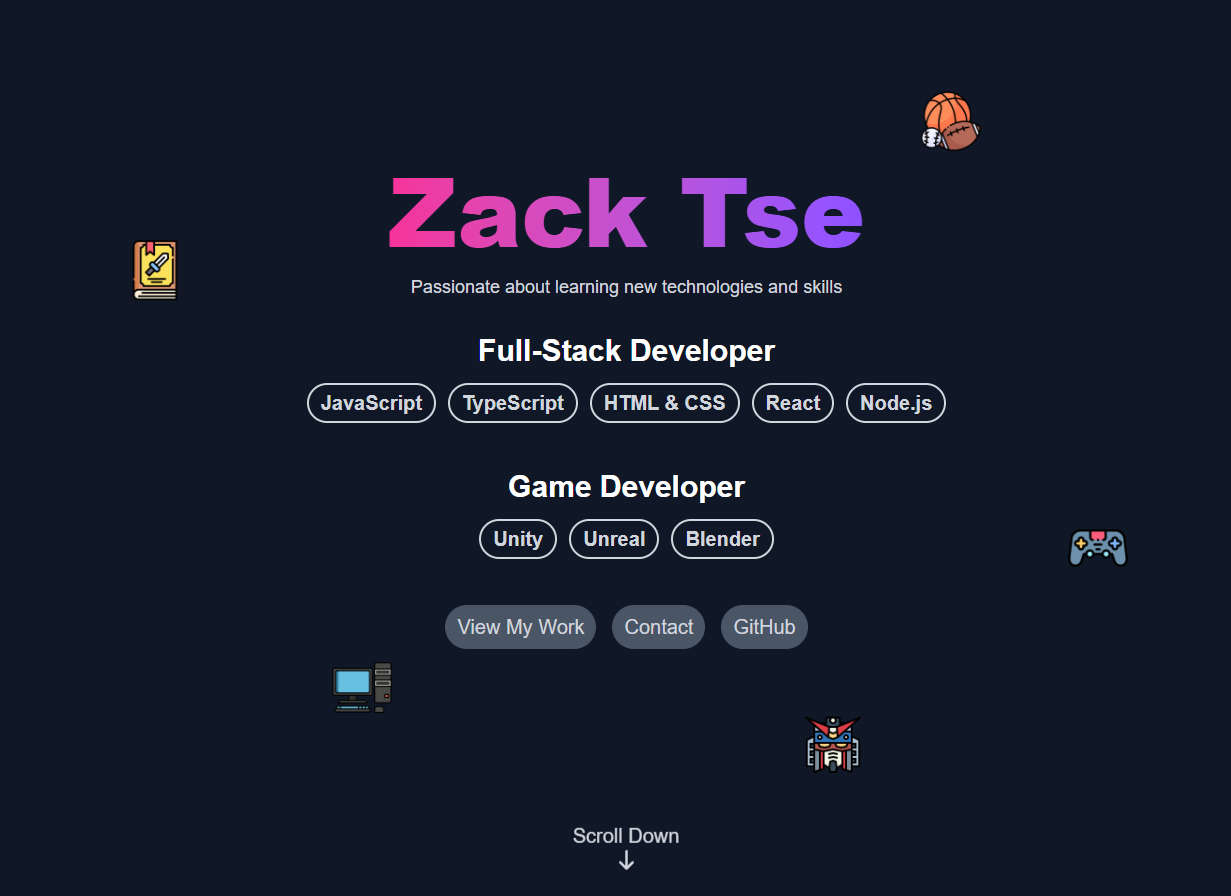 Zack Tse
Passionate about learning new technologies and skills
Full-Stack Developer
JavaScript TypeScript HTML & CSS React Node.js
Game Developer
Unity Unreal Blender
View My Work Contact GitHub
Scroll Down